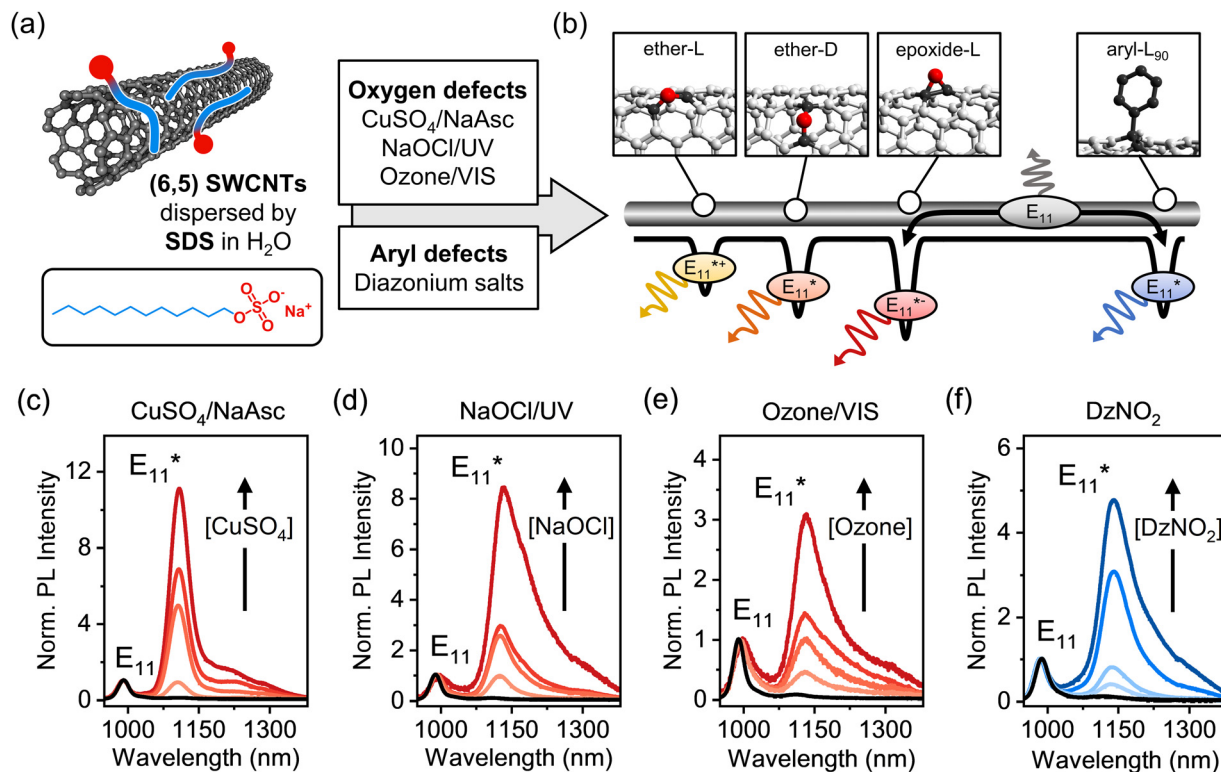 (a)
(6,5) SWCNTs
dispersed by
SDS in H₂O
O
S
O
O
O⁻
Na⁺
Oxygen defects
CuSO₄/NaAsc
NaOCl/UV
Ozone/VIS
Aryl defects
Diazonium salts
(b)
ether-L
ether-D
epoxide-L
aryl-L₉₀
E₁₁
E₁₁*⁺
E₁₁*
E₁₁*⁻
E₁₁*
(c)
CuSO₄/NaAsc
Norm. PL Intensity
12
8
4
0
E₁₁*
[CuSO₄]
E₁₁
1000 1150 1300
Wavelength (nm)
(d)
NaOCl/UV
Norm. PL Intensity
10
8
6
4
2
0
E₁₁*
[NaOCl]
E₁₁
1000 1150 1300
Wavelength (nm)
(e)
Ozone/VIS
Norm. PL Intensity
4
3
2
1
0
E₁₁*
[Ozone]
E₁₁
1000 1150 1300
Wavelength (nm)
(f)
DzNO₂
Norm. PL Intensity
6
4
2
0
E₁₁*
[DzNO₂]
E₁₁
1000 1150 1300
Wavelength (nm)